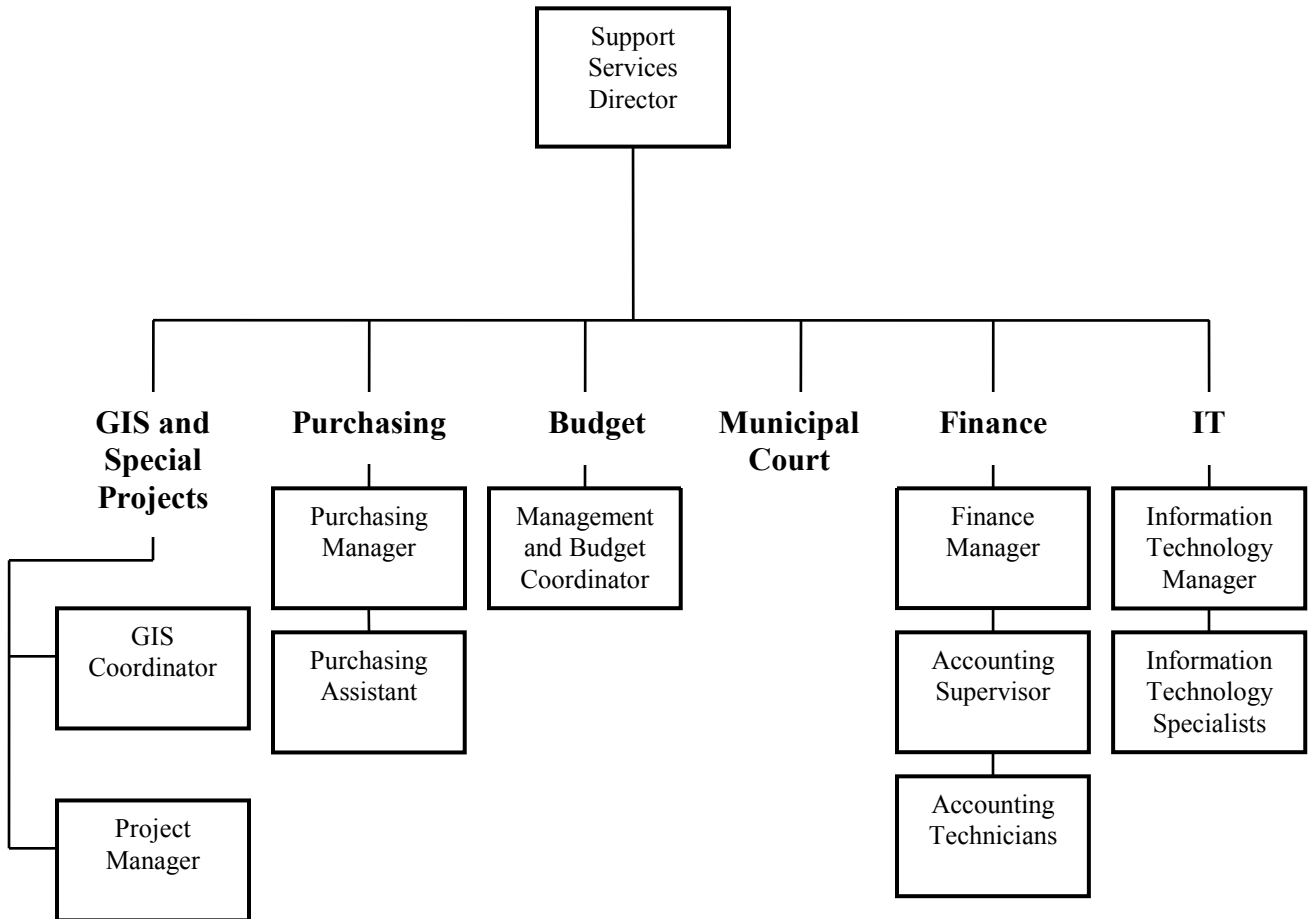 Support
Services
Director
GIS and
Special
Projects
Purchasing
Budget
Municipal
Court
Finance
IT
Purchasing
Manager
Management
and Budget
Coordinator
Finance
Manager
Information
Technology
Manager
GIS
Coordinator
Purchasing
Assistant
Accounting
Supervisor
Information
Technology
Specialists
Project
Manager
Accounting
Technicians